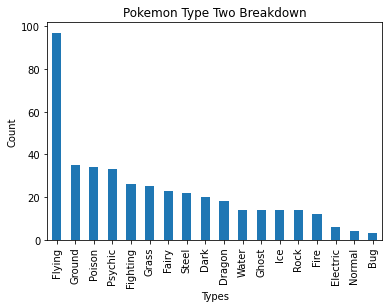 Pokemon Type Two Breakdown
Count
100
80
60
40
20
0
Flying
Ground
Poison
Psychic
Fighting
Grass
Fairy
Steel
Dark
Dragon
Water
Ghost
Ice
Rock
Fire
Electric
Normal
Bug
Types